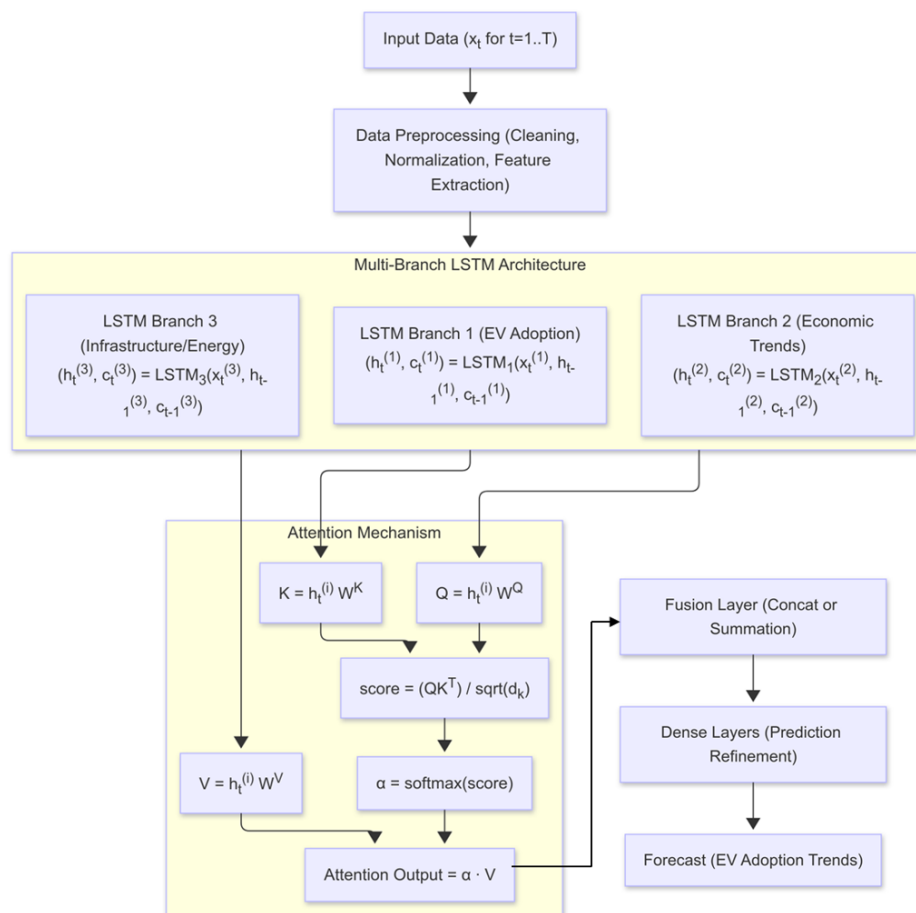 Input Data (xₜ for t=1..T)
Data Preprocessing (Cleaning,
Normalization, Feature
Extraction)
Multi-Branch LSTM Architecture
LSTM Branch 3
(Infrastructure/Energy)
(hₜ⁽³⁾, cₜ⁽³⁾) = LSTM₃(xₜ⁽³⁾, hₜ₋
₁⁽³⁾, cₜ₋₁⁽³⁾)
LSTM Branch 1 (EV Adoption)
(hₜ⁽¹⁾, cₜ⁽¹⁾) = LSTM₁(xₜ⁽¹⁾, hₜ₋
₁⁽¹⁾, cₜ₋₁⁽¹⁾)
LSTM Branch 2 (Economic
Trends)
(hₜ⁽²⁾, cₜ⁽²⁾) = LSTM₂(xₜ⁽²⁾, hₜ₋
₁⁽²⁾, cₜ₋₁⁽²⁾)
Attention Mechanism
K = hₜ⁽ⁱ⁾ Wᴷ
Q = hₜ⁽ⁱ⁾ W^Q
score = (QKᵀ) / sqrt(dₖ)
V = hₜ⁽ⁱ⁾ Wⱽ
α = softmax(score)
Attention Output = α · V
Fusion Layer (Concat or
Summation)
Dense Layers (Prediction
Refinement)
Forecast (EV Adoption Trends)